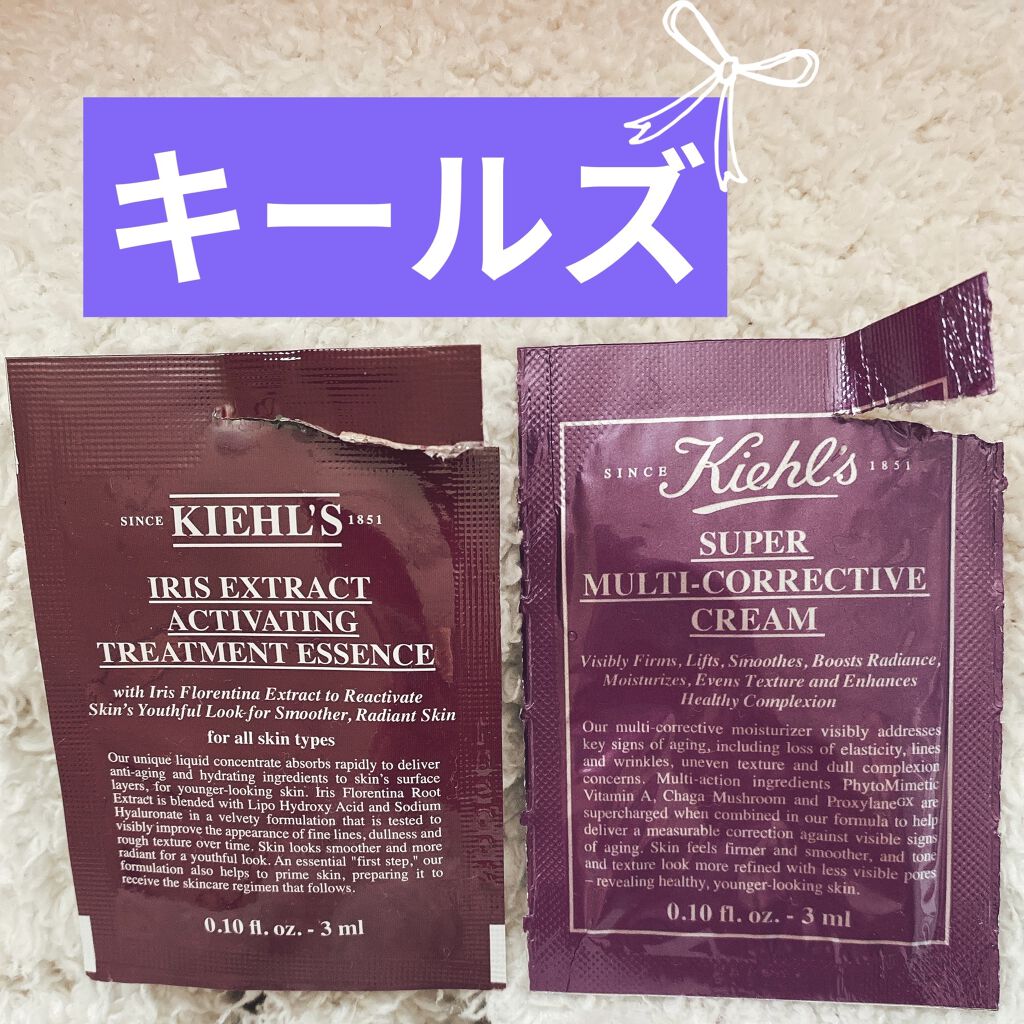 キールズ
SINCE KIEHL'S 1851
IRIS EXTRACT
ACTIVATING
TREATMENT ESSENCE
with Iris Florentina Extract to Reactivate
Skin's Youthful Look for Smoother, Radiant Skin
for all skin types
Our unique liquid concentrate absorbs rapidly to deliver
anti-aging and hydrating ingredients to skin's surface
layers, for younger-looking skin. Iris Florentina Root
Extract is blended with Lipo Hydroxy Acid and Sodium
Hyaluronate in a velvety formulation that is tested to
visibly improve the appearance of fine lines, dullness and
rough texture over time. Skin looks smoother and more
radiant for a youthful look. An essential "first step," our
formulation also helps to prime skin, preparing it to
receive the skincare regimen that follows.
0.10 fl. oz. - 3 ml
SINCE Kiehl's 1851
SUPER
MULTI-CORRECTIVE
CREAM
Visibly Firms, Lifts, Smoothes, Boosts Radiance,
Moisturizes, Evens Texture and Enhances
Healthy Complexion
Our multi-corrective moisturizer visibly addresses
key signs of aging, including loss of elasticity, lines
and wrinkles, uneven texture and dull complexion
concerns. Multi-action ingredients PhytoMimetic
Vitamin A, Chaga Mushroom and ProxylaneGX are
supercharged when combined in our formula to help
deliver a measurable correction against visible signs
of aging. Skin feels firmer and smoother, and tone
and texture look more refined with less visible pores
– revealing healthy, younger-looking skin.
0.10 fl. oz. - 3 ml